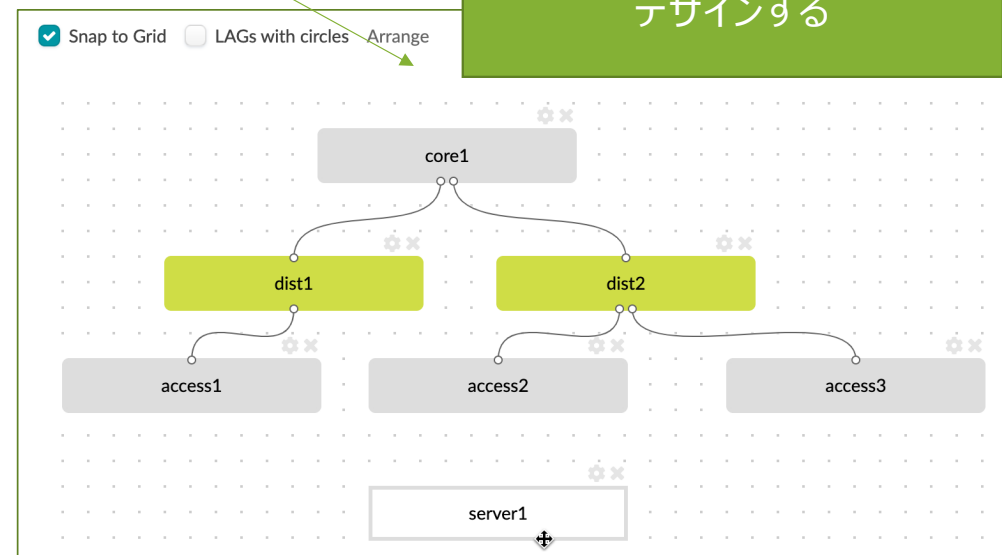 デザインする
Snap to Grid LAGs with circles Arrange
core1
dist1 dist2
access1 access2 access3
server1